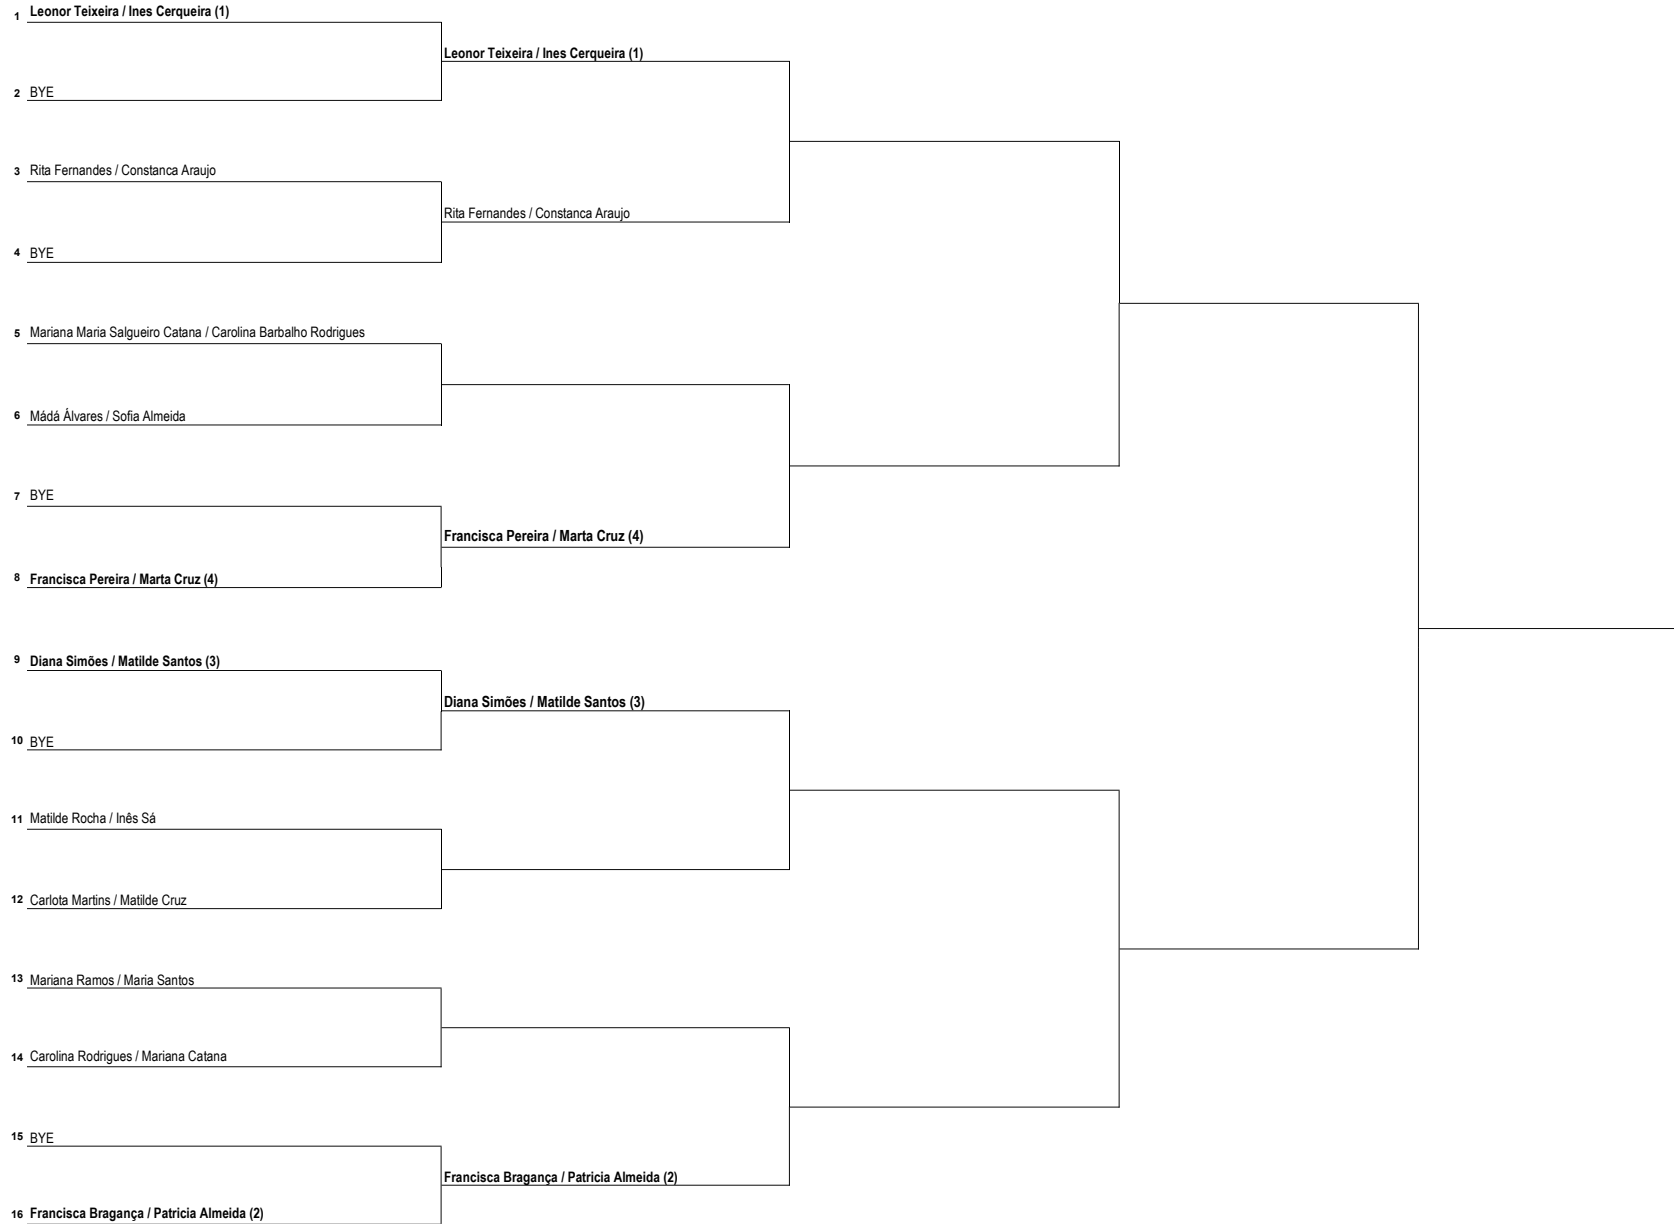 1 Leonor Teixeira / Ines Cerqueira (1)
Leonor Teixeira / Ines Cerqueira (1)
2 BYE
3 Rita Fernandes / Constanca Araujo
Rita Fernandes / Constanca Araujo
4 BYE
5 Mariana Maria Salgueiro Catana / Carolina Barbalho Rodrigues
6 Mádá Álvares / Sofia Almeida
7 BYE
Francisca Pereira / Marta Cruz (4)
8 Francisca Pereira / Marta Cruz (4)
9 Diana Simões / Matilde Santos (3)
Diana Simões / Matilde Santos (3)
10 BYE
11 Matilde Rocha / Inês Sá
12 Carlota Martins / Matilde Cruz
13 Mariana Ramos / Maria Santos
14 Carolina Rodrigues / Mariana Catana
15 BYE
Francisca Bragança / Patricia Almeida (2)
16 Francisca Bragança / Patricia Almeida (2)